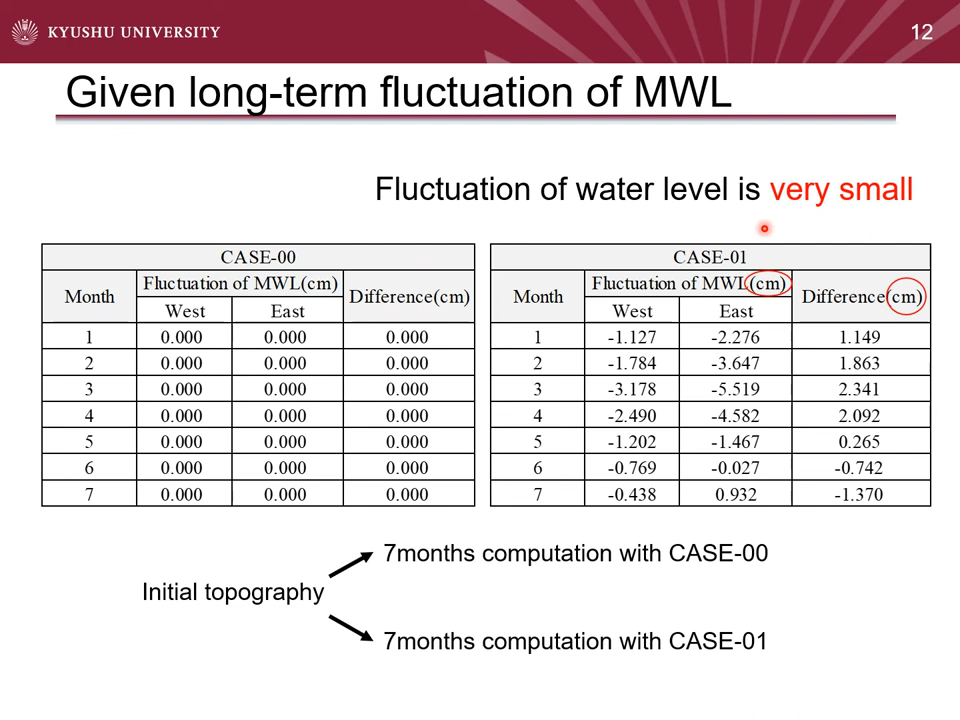 KYUSHU UNIVERSITY
12
Given long-term fluctuation of MWL
Fluctuation of water level is very small
CASE-00
Month Fluctuation of MWL(cm) Difference(cm)
West East
1 0.000 0.000 0.000
2 0.000 0.000 0.000
3 0.000 0.000 0.000
4 0.000 0.000 0.000
5 0.000 0.000 0.000
6 0.000 0.000 0.000
7 0.000 0.000 0.000
CASE-01
Month Fluctuation of MWL(cm) Difference(cm)
West East
1 -1.127 -2.276 1.149
2 -1.784 -3.647 1.863
3 -3.178 -5.519 2.341
4 -2.490 -4.582 2.092
5 -1.202 -1.467 0.265
6 -0.769 -0.027 -0.742
7 -0.438 0.932 -1.370
7months computation with CASE-00
Initial topography
7months computation with CASE-01